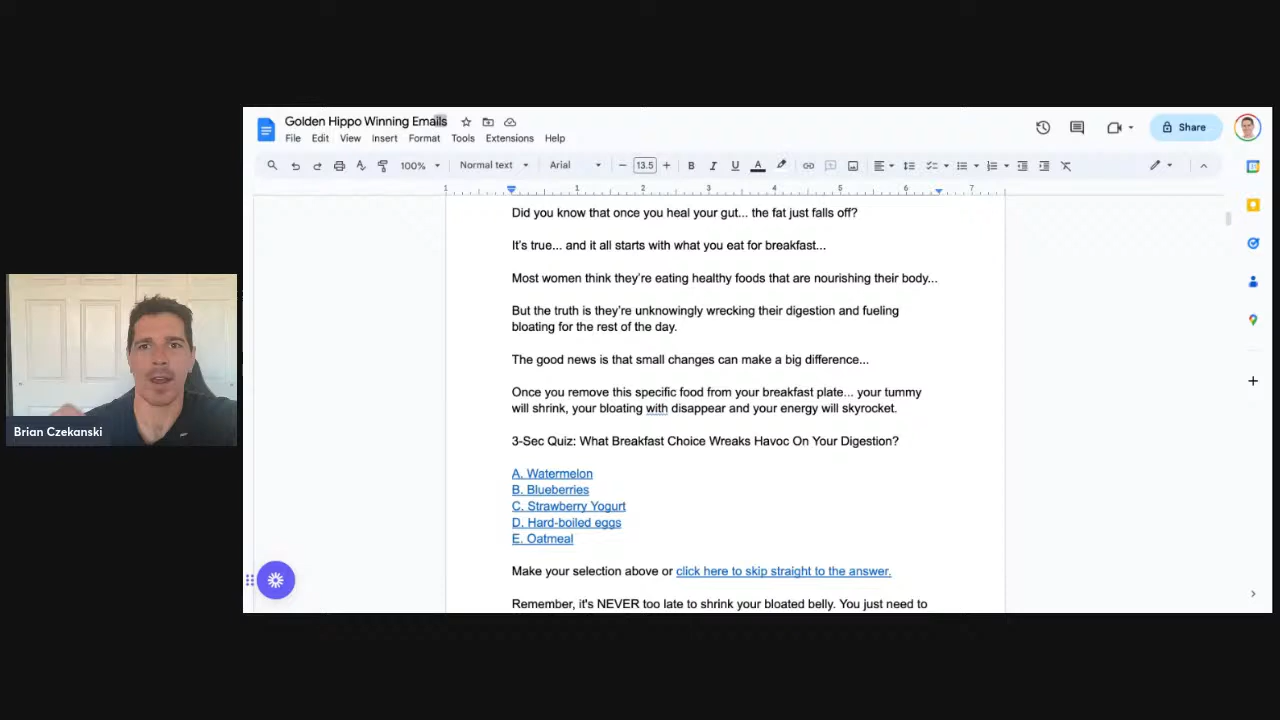 Golden Hippo Winning Emails
File Edit View Insert Format Tools Extensions Help
Share
100% Normal text Arial 13.5 B I U A
1 1 2 3 4 5 6 7
Did you know that once you heal your gut... the fat just falls off?
It's true... and it all starts with what you eat for breakfast...
Most women think they're eating healthy foods that are nourishing their body...
But the truth is they're unknowingly wrecking their digestion and fueling
bloating for the rest of the day.
The good news is that small changes can make a big difference...
Once you remove this specific food from your breakfast plate... your tummy
will shrink, your bloating with disappear and your energy will skyrocket.
3-Sec Quiz: What Breakfast Choice Wreaks Havoc On Your Digestion?
A. Watermelon
B. Blueberries
C. Strawberry Yogurt
D. Hard-boiled eggs
E. Oatmeal
Make your selection above or click here to skip straight to the answer.
Remember, it's NEVER too late to shrink your bloated belly. You just need to
Brian Czekanski